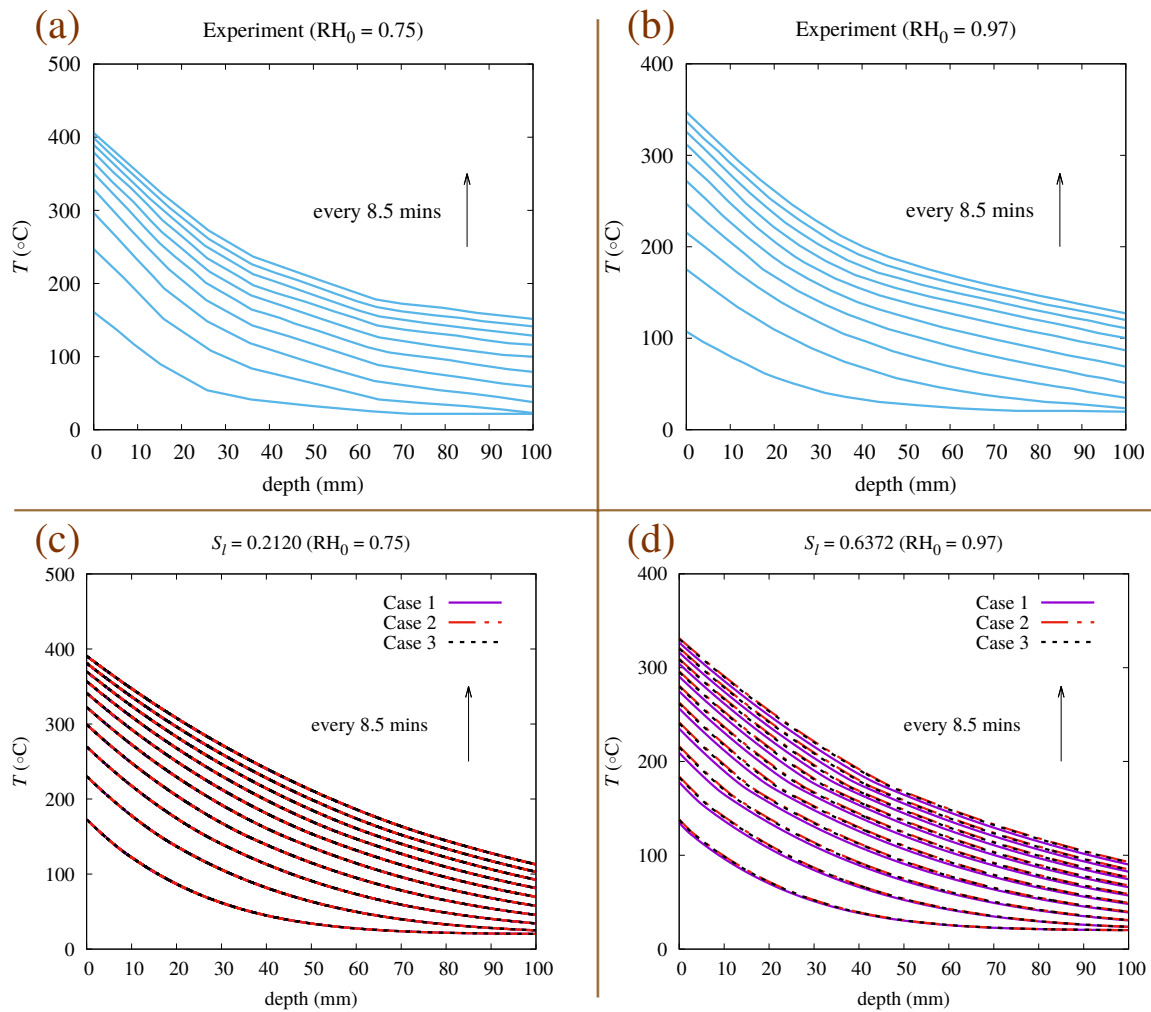 (a)
Experiment (RH₀ = 0.75)
500
400
300
200
100
0
T (∘C)
every 8.5 mins
0 10 20 30 40 50 60 70 80 90 100
depth (mm)
(b)
Experiment (RH₀ = 0.97)
400
300
200
100
0
T (∘C)
every 8.5 mins
0 10 20 30 40 50 60 70 80 90 100
depth (mm)
(c)
Sₗ = 0.2120 (RH₀ = 0.75)
500
400
300
200
100
0
T (∘C)
Case 1
Case 2
Case 3
every 8.5 mins
0 10 20 30 40 50 60 70 80 90 100
depth (mm)
(d)
Sₗ = 0.6372 (RH₀ = 0.97)
400
300
200
100
0
T (∘C)
Case 1
Case 2
Case 3
every 8.5 mins
0 10 20 30 40 50 60 70 80 90 100
depth (mm)